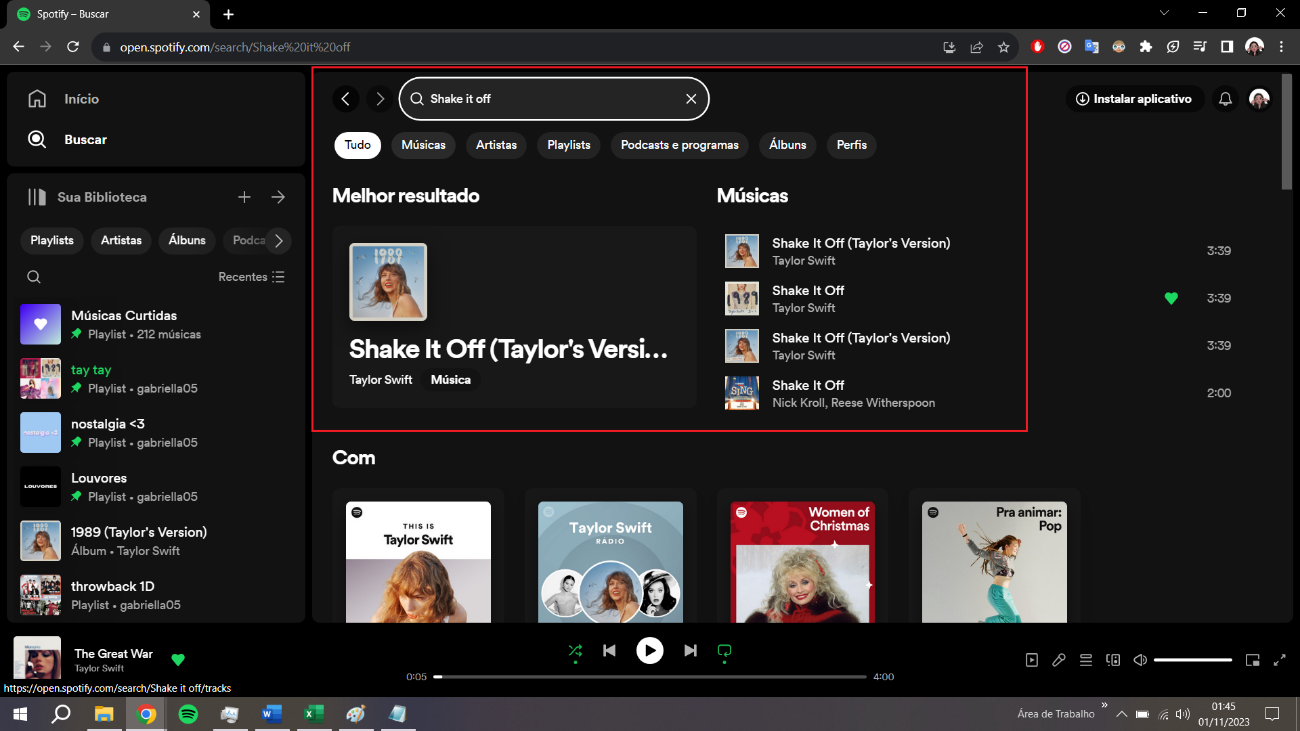 Spotify – Buscar
open.spotify.com/search/Shake%20it%20off
Início
Buscar
Sua Biblioteca
Playlists
Artistas
Álbuns
Podca
Recentes
Músicas Curtidas
Playlist • 212 músicas
tay tay
Playlist • gabriella05
nostalgia <3
Playlist • gabriella05
LOUVORES
Louvores
Playlist • gabriella05
1989 (Taylor's Version)
Álbum • Taylor Swift
throwback 1D
Playlist • gabriella05
Shake it off
Instalar aplicativo
Tudo
Músicas
Artistas
Playlists
Podcasts e programas
Álbuns
Perfis
Melhor resultado
Shake It Off (Taylor's Versi...
Taylor Swift
Música
Músicas
Shake It Off (Taylor's Version)
Taylor Swift
3:39
Shake It Off
Taylor Swift
3:39
Shake It Off (Taylor's Version)
Taylor Swift
3:39
SING
Shake It Off
Nick Kroll, Reese Witherspoon
2:00
Com
THIS IS
Taylor Swift
Taylor Swift
RÁDIO
Women of
Christmas
Pra animar:
Pop
The Great War
Taylor Swift
0:05
4:00
https://open.spotify.com/search/Shake it off/tracks
Área de Trabalho
01:45
01/11/2023